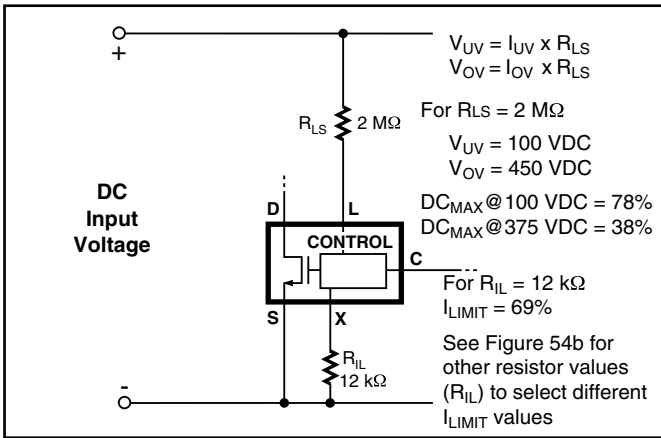 +
V_UV = I_UV x R_LS
V_OV = I_OV x R_LS
R_LS 2 MΩ
For R_LS = 2 MΩ
V_UV = 100 VDC
V_OV = 450 VDC
DC
Input
Voltage
DC_MAX@100 VDC = 78%
DC_MAX@375 VDC = 38%
D
L
CONTROL
C
S
X
For R_IL = 12 kΩ
I_LIMIT = 69%
R_IL
12 kΩ
See Figure 54b for
other resistor values
(R_IL) to select different
I_LIMIT values
-